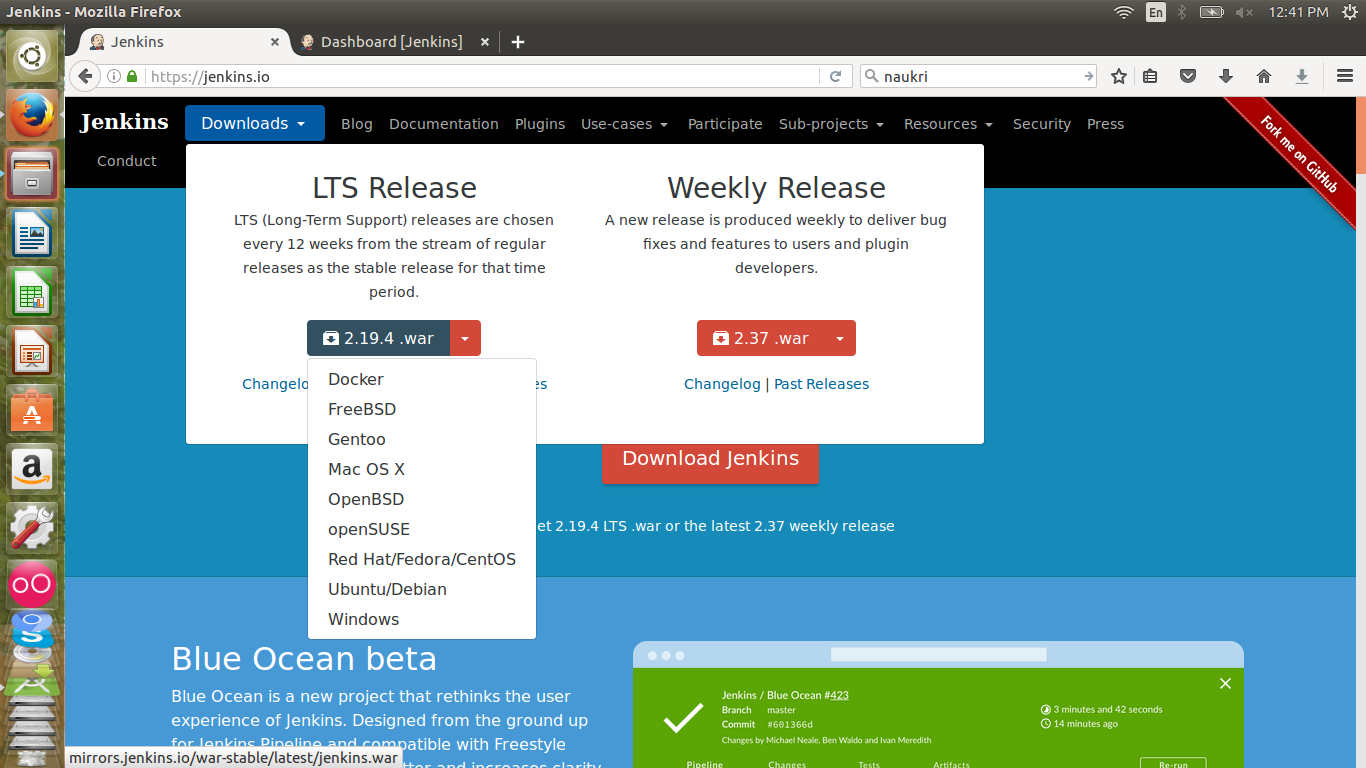 Jenkins - Mozilla Firefox
En
12:41 PM
Jenkins
Dashboard [Jenkins]
https://jenkins.io
naukri
Jenkins
Downloads
Blog
Documentation
Plugins
Use-cases
Participate
Sub-projects
Resources
Security
Press
Conduct
Fork me on GitHub
LTS Release
LTS (Long-Term Support) releases are chosen
every 12 weeks from the stream of regular
releases as the stable release for that time
period.
2.19.4 .war
Weekly Release
A new release is produced weekly to deliver bug
fixes and features to users and plugin
developers.
2.37 .war
Changelog | Past Releases
Docker
FreeBSD
Gentoo
Mac OS X
OpenBSD
openSUSE
Red Hat/Fedora/CentOS
Ubuntu/Debian
Windows
Download Jenkins
2.19.4 LTS .war or the latest 2.37 weekly release
Blue Ocean beta
Blue Ocean is a new project that rethinks the user
experience of Jenkins. Designed from the ground up
for Jenkins Pipeline and compatible with Freestyle
and increases clarity
Jenkins / Blue Ocean #423
Branch master
Commit #601366d
Changes by Michael Neale, Ben Waldo and Ivan Meredith
3 minutes and 42 seconds
14 minutes ago
Pipeline
Changes
Tests
Artifacts
Re-run
mirrors.jenkins.io/war-stable/latest/jenkins.war